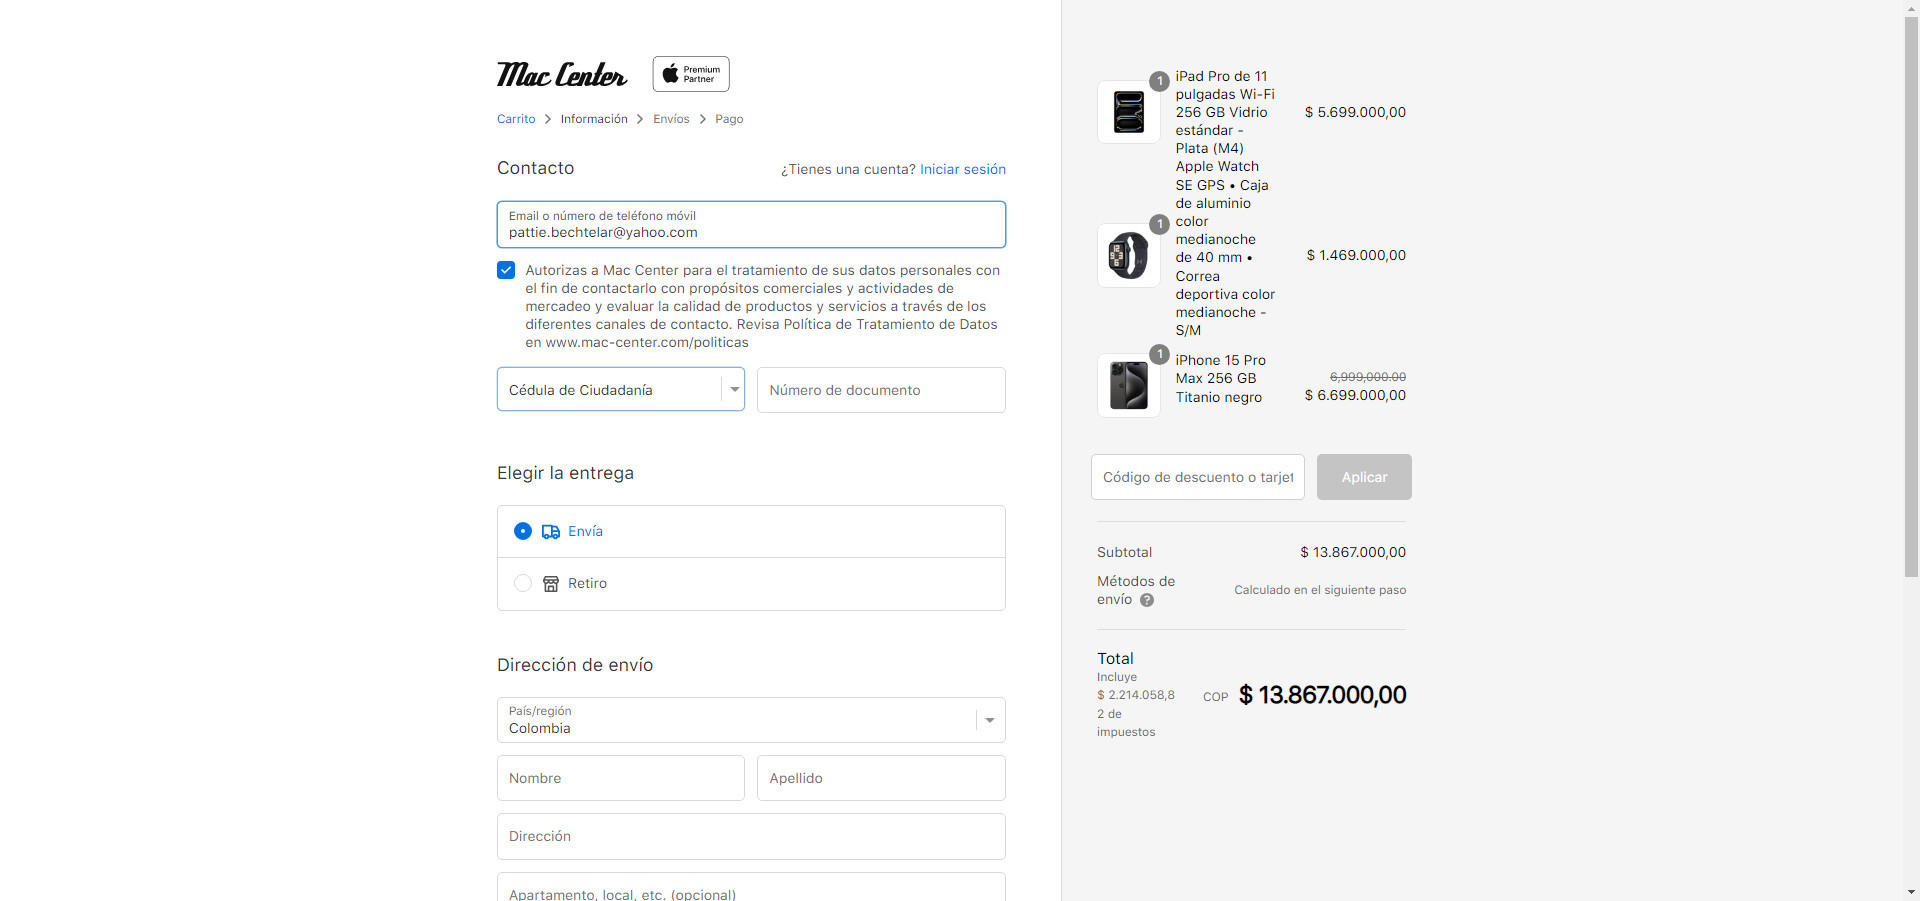 Mac Center
Premium
Partner
Carrito > Información > Envíos > Pago
Contacto
¿Tienes una cuenta? Iniciar sesión
Email o número de teléfono móvil
pattie.bechtelar@yahoo.com
Autorizas a Mac Center para el tratamiento de sus datos personales con
el fin de contactarlo con propósitos comerciales y actividades de
mercadeo y evaluar la calidad de productos y servicios a través de los
diferentes canales de contacto. Revisa Política de Tratamiento de Datos
en www.mac-center.com/politicas
Cédula de Ciudadanía
Número de documento
Elegir la entrega
Envía
Retiro
Dirección de envío
País/región
Colombia
Nombre
Apellido
Dirección
Apartamento, local, etc. (opcional)
1
iPad Pro de 11
pulgadas Wi-Fi
256 GB Vidrio
estándar -
Plata (M4)
$ 5.699.000,00
1
Apple Watch
SE GPS • Caja
de aluminio
color
medianoche
de 40 mm •
Correa
deportiva color
medianoche -
S/M
$ 1.469.000,00
1
iPhone 15 Pro
Max 256 GB
Titanio negro
6,999,000.00
$ 6.699.000,00
Código de descuento o tarjet
Aplicar
Subtotal
$ 13.867.000,00
Métodos de
envío ?
Calculado en el siguiente paso
Total
Incluye
$ 2.214.058,8
2 de
impuestos
COP $ 13.867.000,00